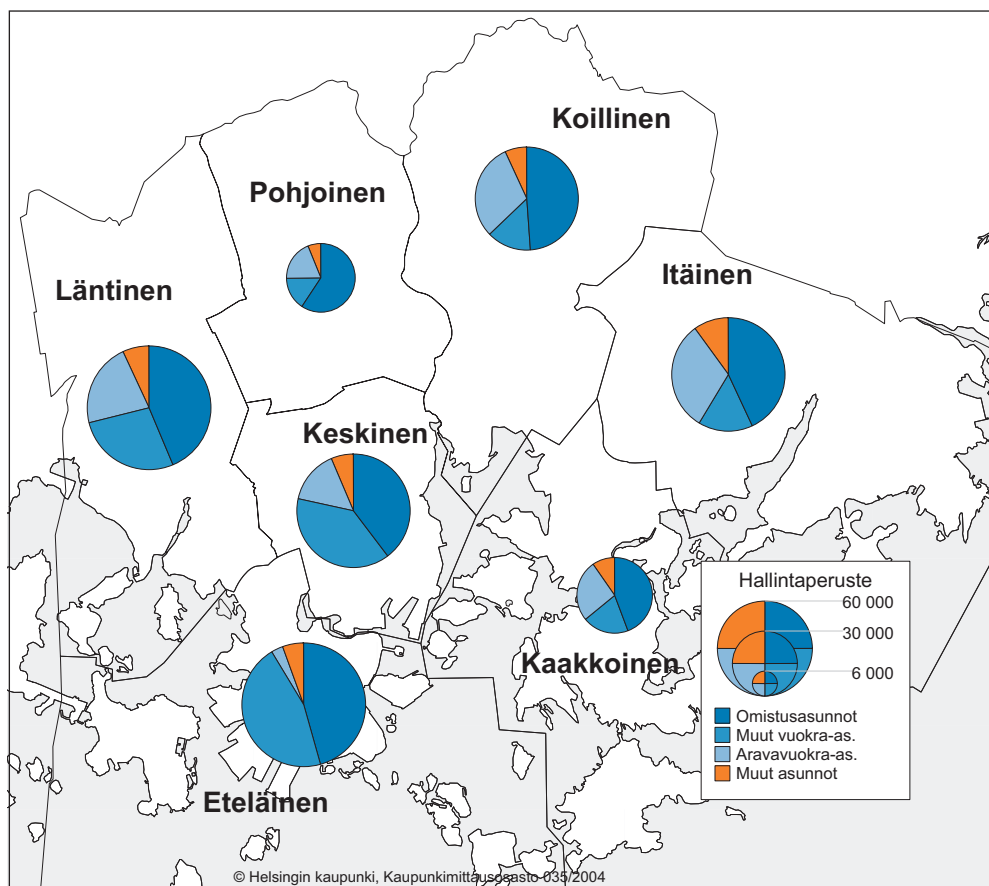 Koillinen
Pohjoinen
Itäinen
Läntinen
Keskinen
Kaakkoinen
Eteläinen
Hallintaperuste
60 000
30 000
6 000
Omistusasunnot
Muut vuokra-as.
Aravavuokra-as.
Muut asunnot
© Helsingin kaupunki, Kaupunkimittausosasto 035/2004